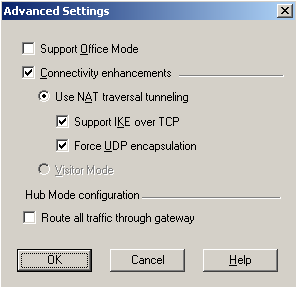 Advanced Settings
Support Office Mode
Connectivity enhancements
Use NAT traversal tunneling
Support IKE over TCP
Force UDP encapsulation
Visitor Mode
Hub Mode configuration
Route all traffic through gateway
OK Cancel Help